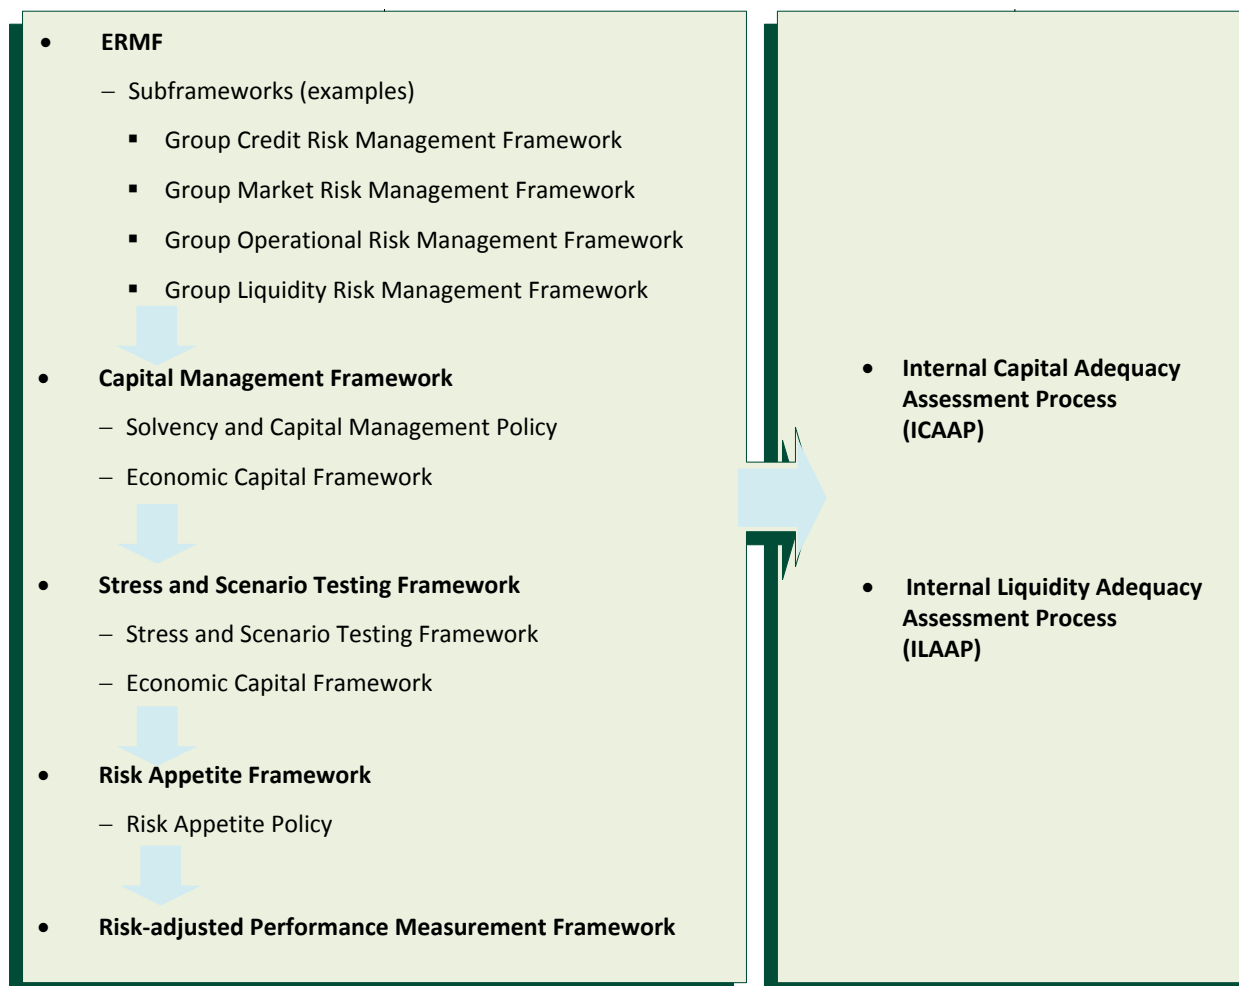 • ERMF
– Subframeworks (examples)
▪ Group Credit Risk Management Framework
▪ Group Market Risk Management Framework
▪ Group Operational Risk Management Framework
▪ Group Liquidity Risk Management Framework
• Capital Management Framework
– Solvency and Capital Management Policy
– Economic Capital Framework
• Stress and Scenario Testing Framework
– Stress and Scenario Testing Framework
– Economic Capital Framework
• Risk Appetite Framework
– Risk Appetite Policy
• Risk-adjusted Performance Measurement Framework
• Internal Capital Adequacy
Assessment Process
(ICAAP)
• Internal Liquidity Adequacy
Assessment Process
(ILAAP)